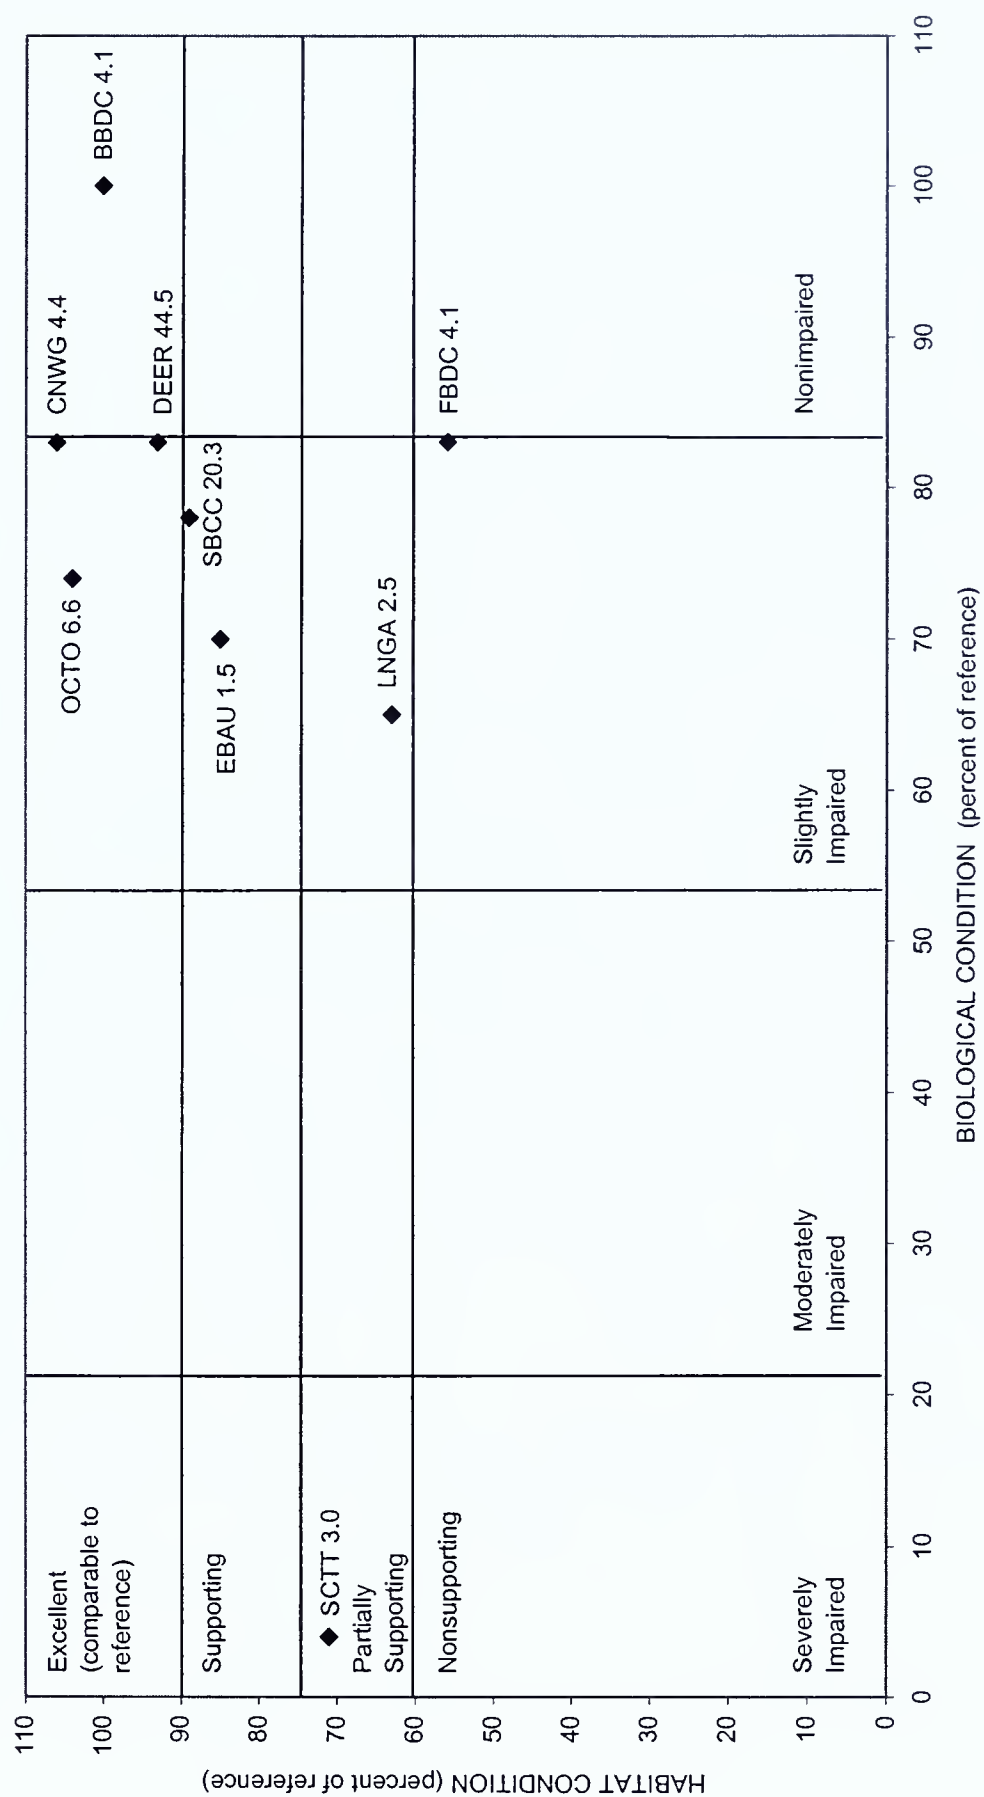 110
100
90
80
70
60
50
40
30
20
10
0
HABITAT CONDITION (percent of reference)
Excellent
(comparable to
reference)
Supporting
SCTT 3.0
Partially
Supporting
Nonsupporting
OCTO 6.6
CNWG 4.4
BBDC 4.1
DEER 44.5
SBCC 20.3
EBAU 1.5
LNGA 2.5
FBDC 4.1
Severely
Impaired
Moderately
Impaired
Slightly
Impaired
Nonimpaired
0
10
20
30
40
50
60
70
80
90
100
110
BIOLOGICAL CONDITION (percent of reference)